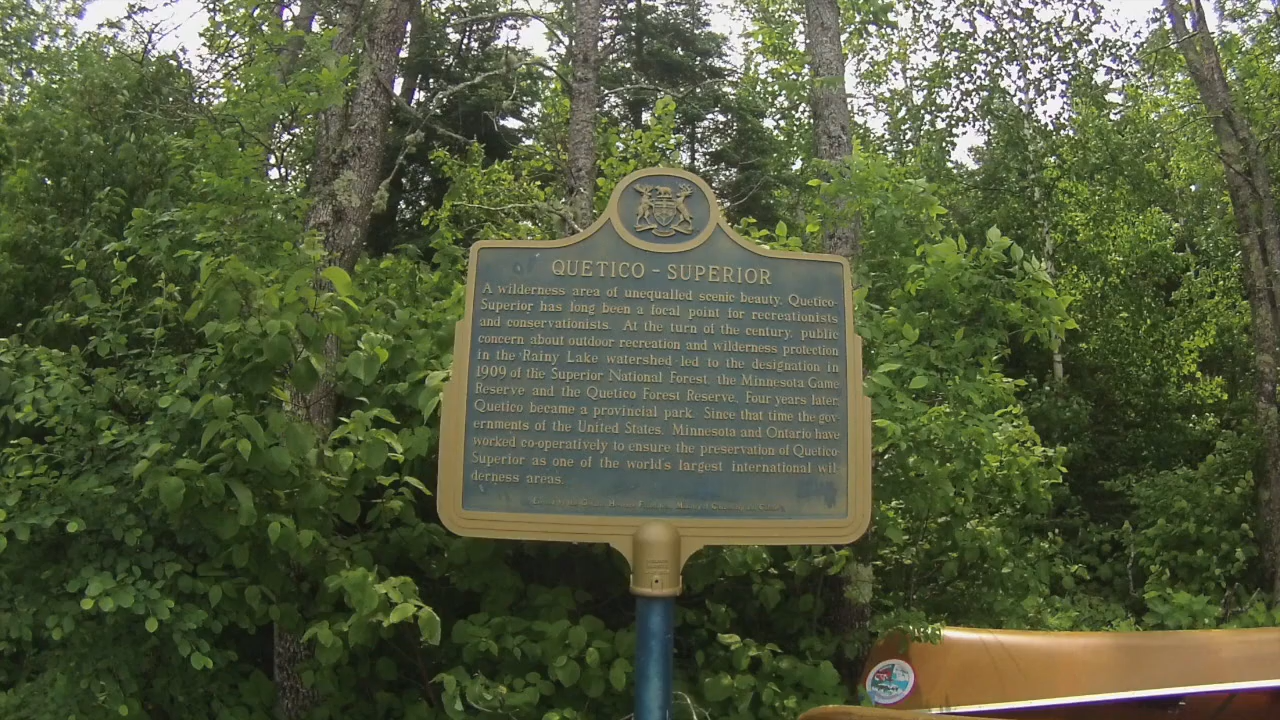 QUETICO - SUPERIOR
A wilderness area of unequalled scenic beauty, Quetico-
Superior has long been a focal point for recreationists
and conservationists. At the turn of the century, public
concern about outdoor recreation and wilderness protection
in the Rainy Lake watershed led to the designation in
1909 of the Superior National Forest, the Minnesota Game
Reserve and the Quetico Forest Reserve. Four years later
Quetico became a provincial park. Since that time the gov-
ernments of the United States, Minnesota and Ontario have
worked co-operatively to ensure the preservation of Quetico-
Superior as one of the world's largest international wil
derness areas.